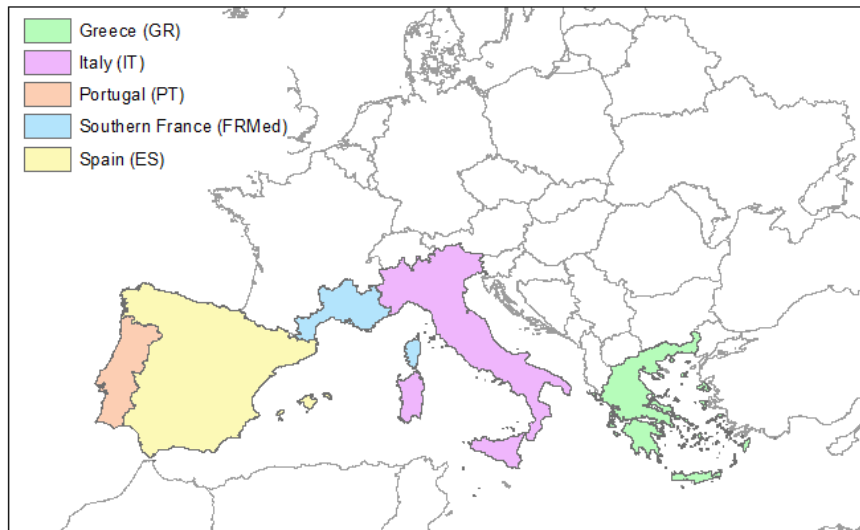 Greece (GR)
Italy (IT)
Portugal (PT)
Southern France (FRMed)
Spain (ES)